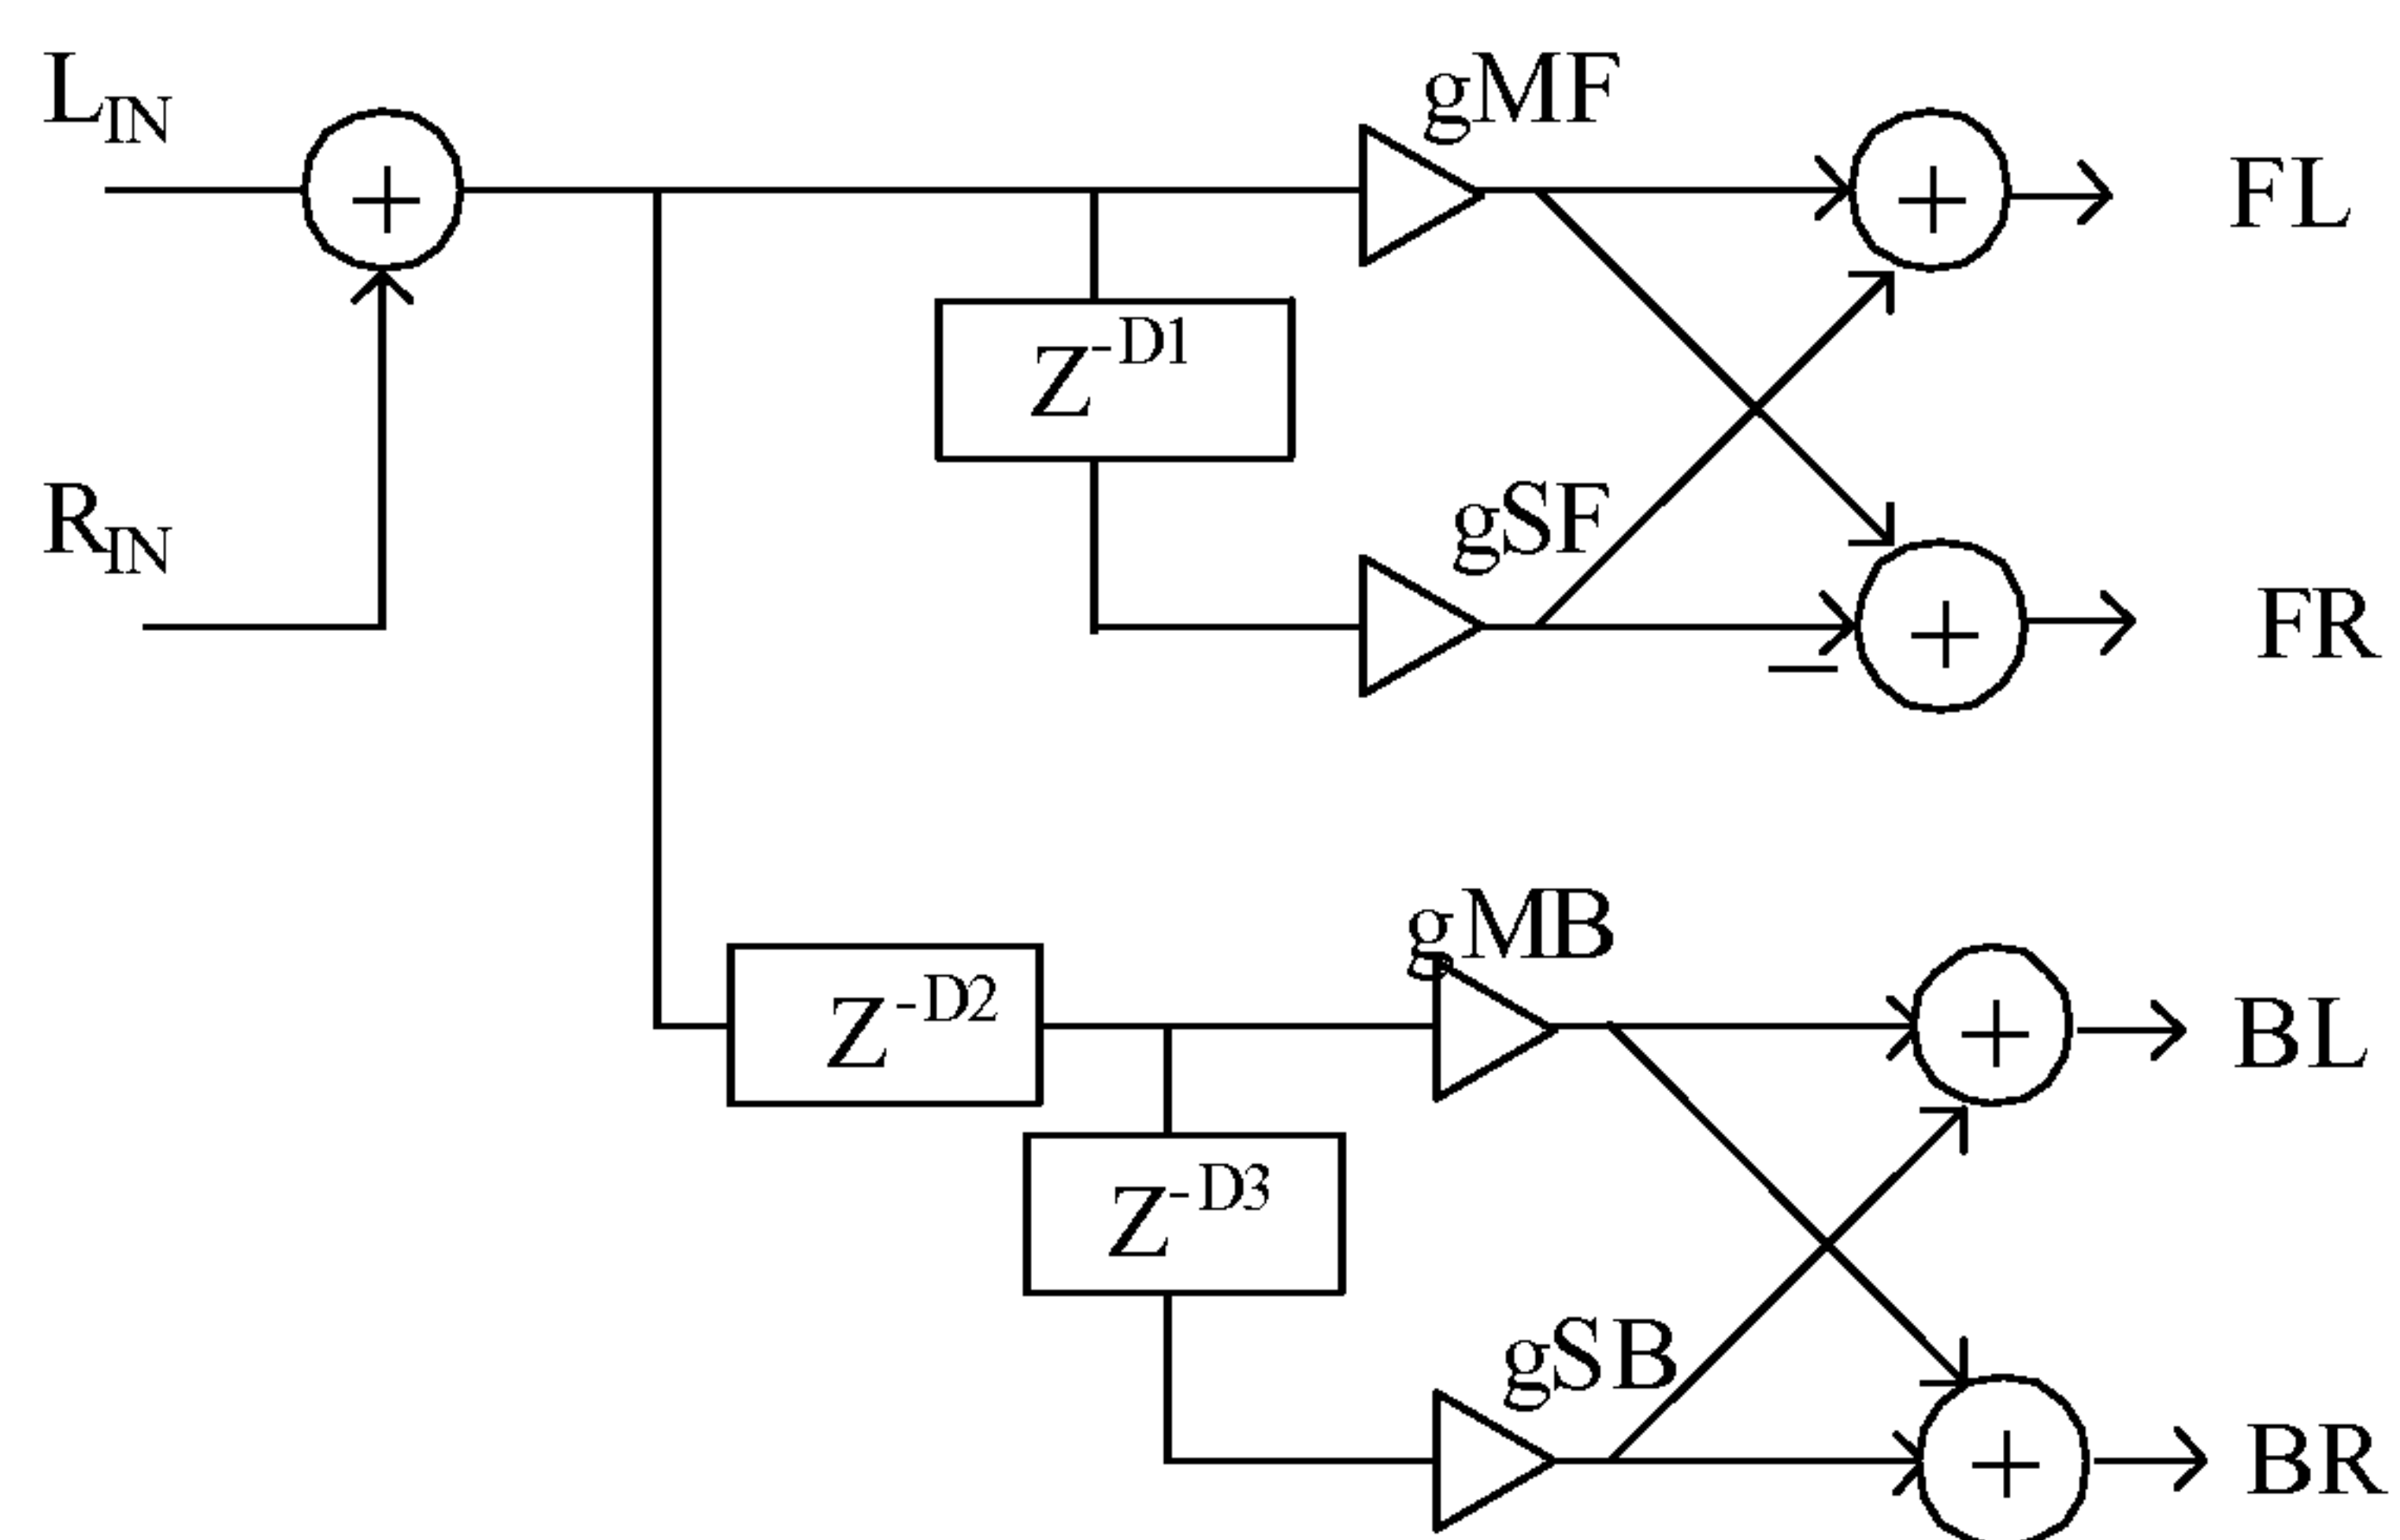 L_IN
gMF
+
+
FL
Z^-D1
R_IN
gSF
+
FR
−
gMB
Z^-D2
+
BL
Z^-D3
gSB
+
BR